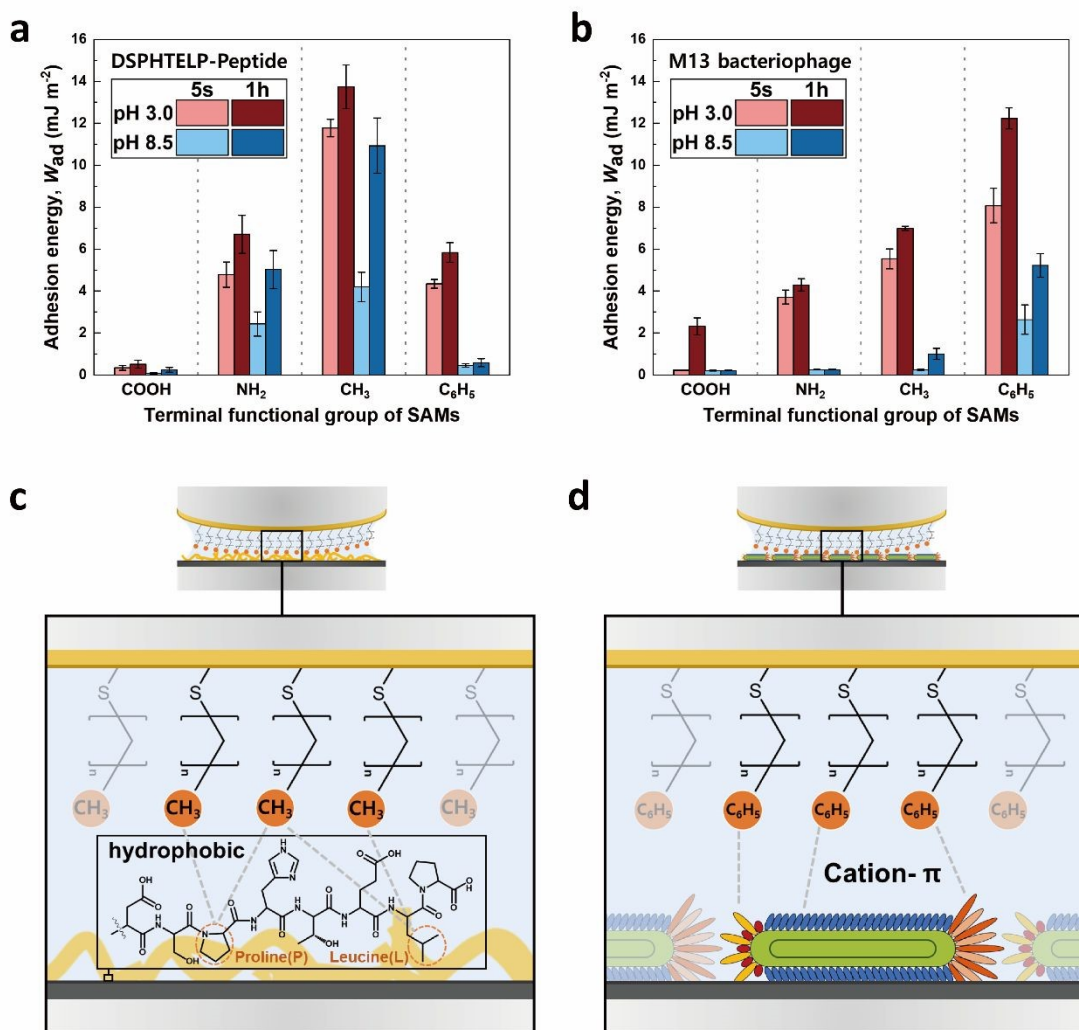 a
DSPHTELP-Peptide
5s 1h
pH 3.0
pH 8.5
Adhesion energy, Wad (mJ m-2)
16
14
12
10
8
6
4
2
0
COOH NH2 CH3 C6H5
Terminal functional group of SAMs
b
M13 bacteriophage
5s 1h
pH 3.0
pH 8.5
Adhesion energy, Wad (mJ m-2)
16
14
12
10
8
6
4
2
0
COOH NH2 CH3 C6H5
Terminal functional group of SAMs
c
S S S S S
n n n n n
CH3 CH3 CH3 CH3 CH3
hydrophobic
HN
N
OH
O
O
OH
N
O
OH
O
H
N
O
N
O
H
N
O
N
H
O
H
N
O
N
H
O
OH
OH
Proline(P) Leucine(L)
d
S S S S S
n n n n n
C6H5 C6H5 C6H5 C6H5 C6H5
Cation- π